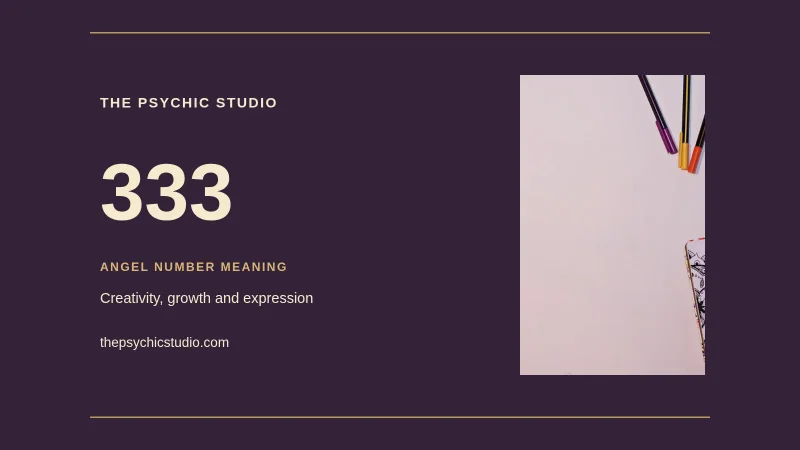 THE PSYCHIC STUDIO
333
ANGEL NUMBER MEANING
Creativity, growth and expression
thepsychicstudio.com